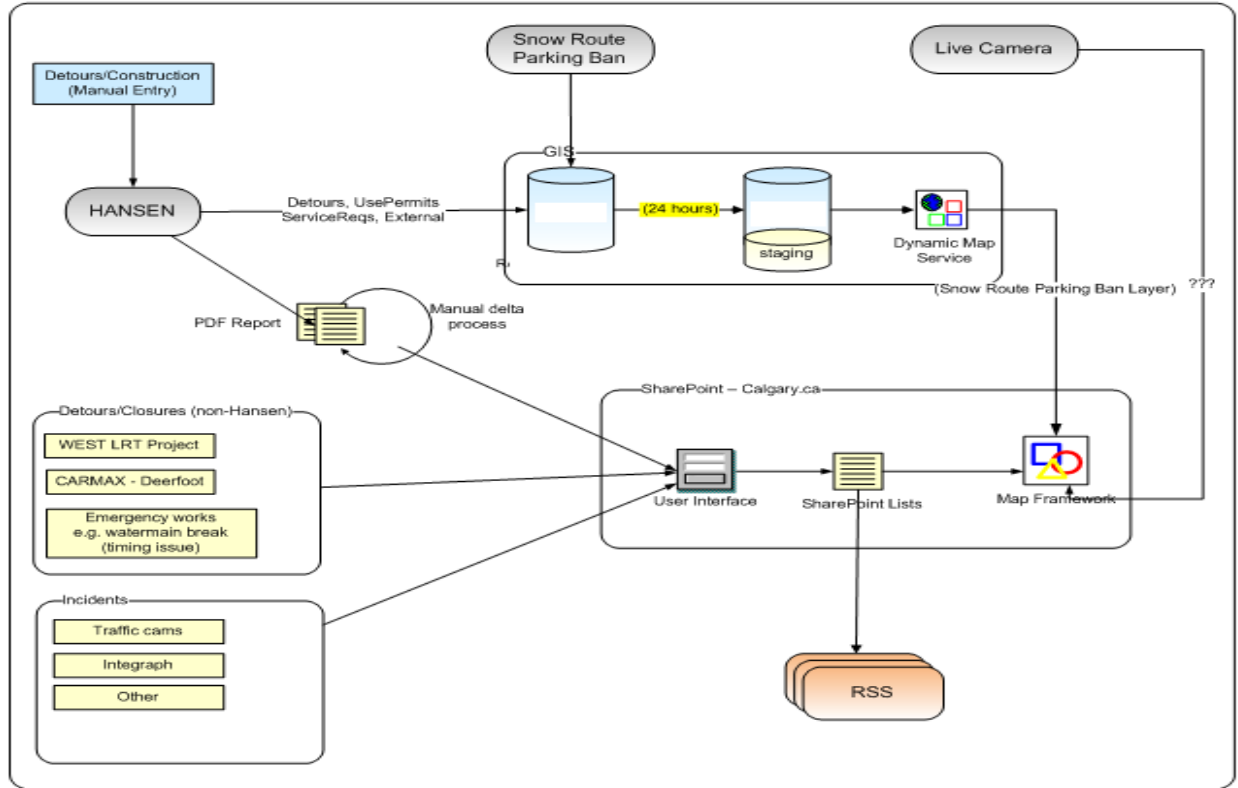 Snow Route
Parking Ban
Live Camera
Detours/Construction
(Manual Entry)
GIS
HANSEN
Detours, UsePermits
ServiceReqs, External
(24 hours)
staging
Dynamic Map
Service
(Snow Route Parking Ban Layer)
???
PDF Report
Manual delta
process
SharePoint – Calgary.ca
Detours/Closures (non-Hansen)
WEST LRT Project
CARMAX - Deerfoot
Emergency works
e.g. watermain break
(timing issue)
User Interface
SharePoint Lists
Map Framework
Incidents
Traffic cams
Integraph
Other
RSS